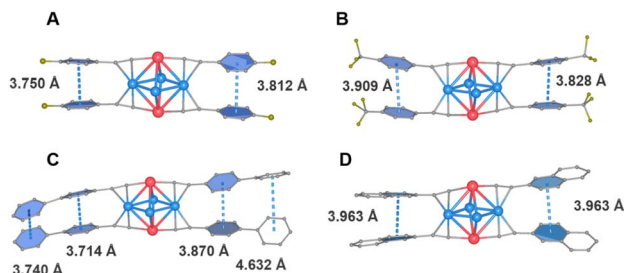 A
3.750 Å
3.812 Å
B
3.909 Å
3.828 Å
C
3.740 Å
3.714 Å
3.870 Å
4.632 Å
D
3.963 Å
3.963 Å